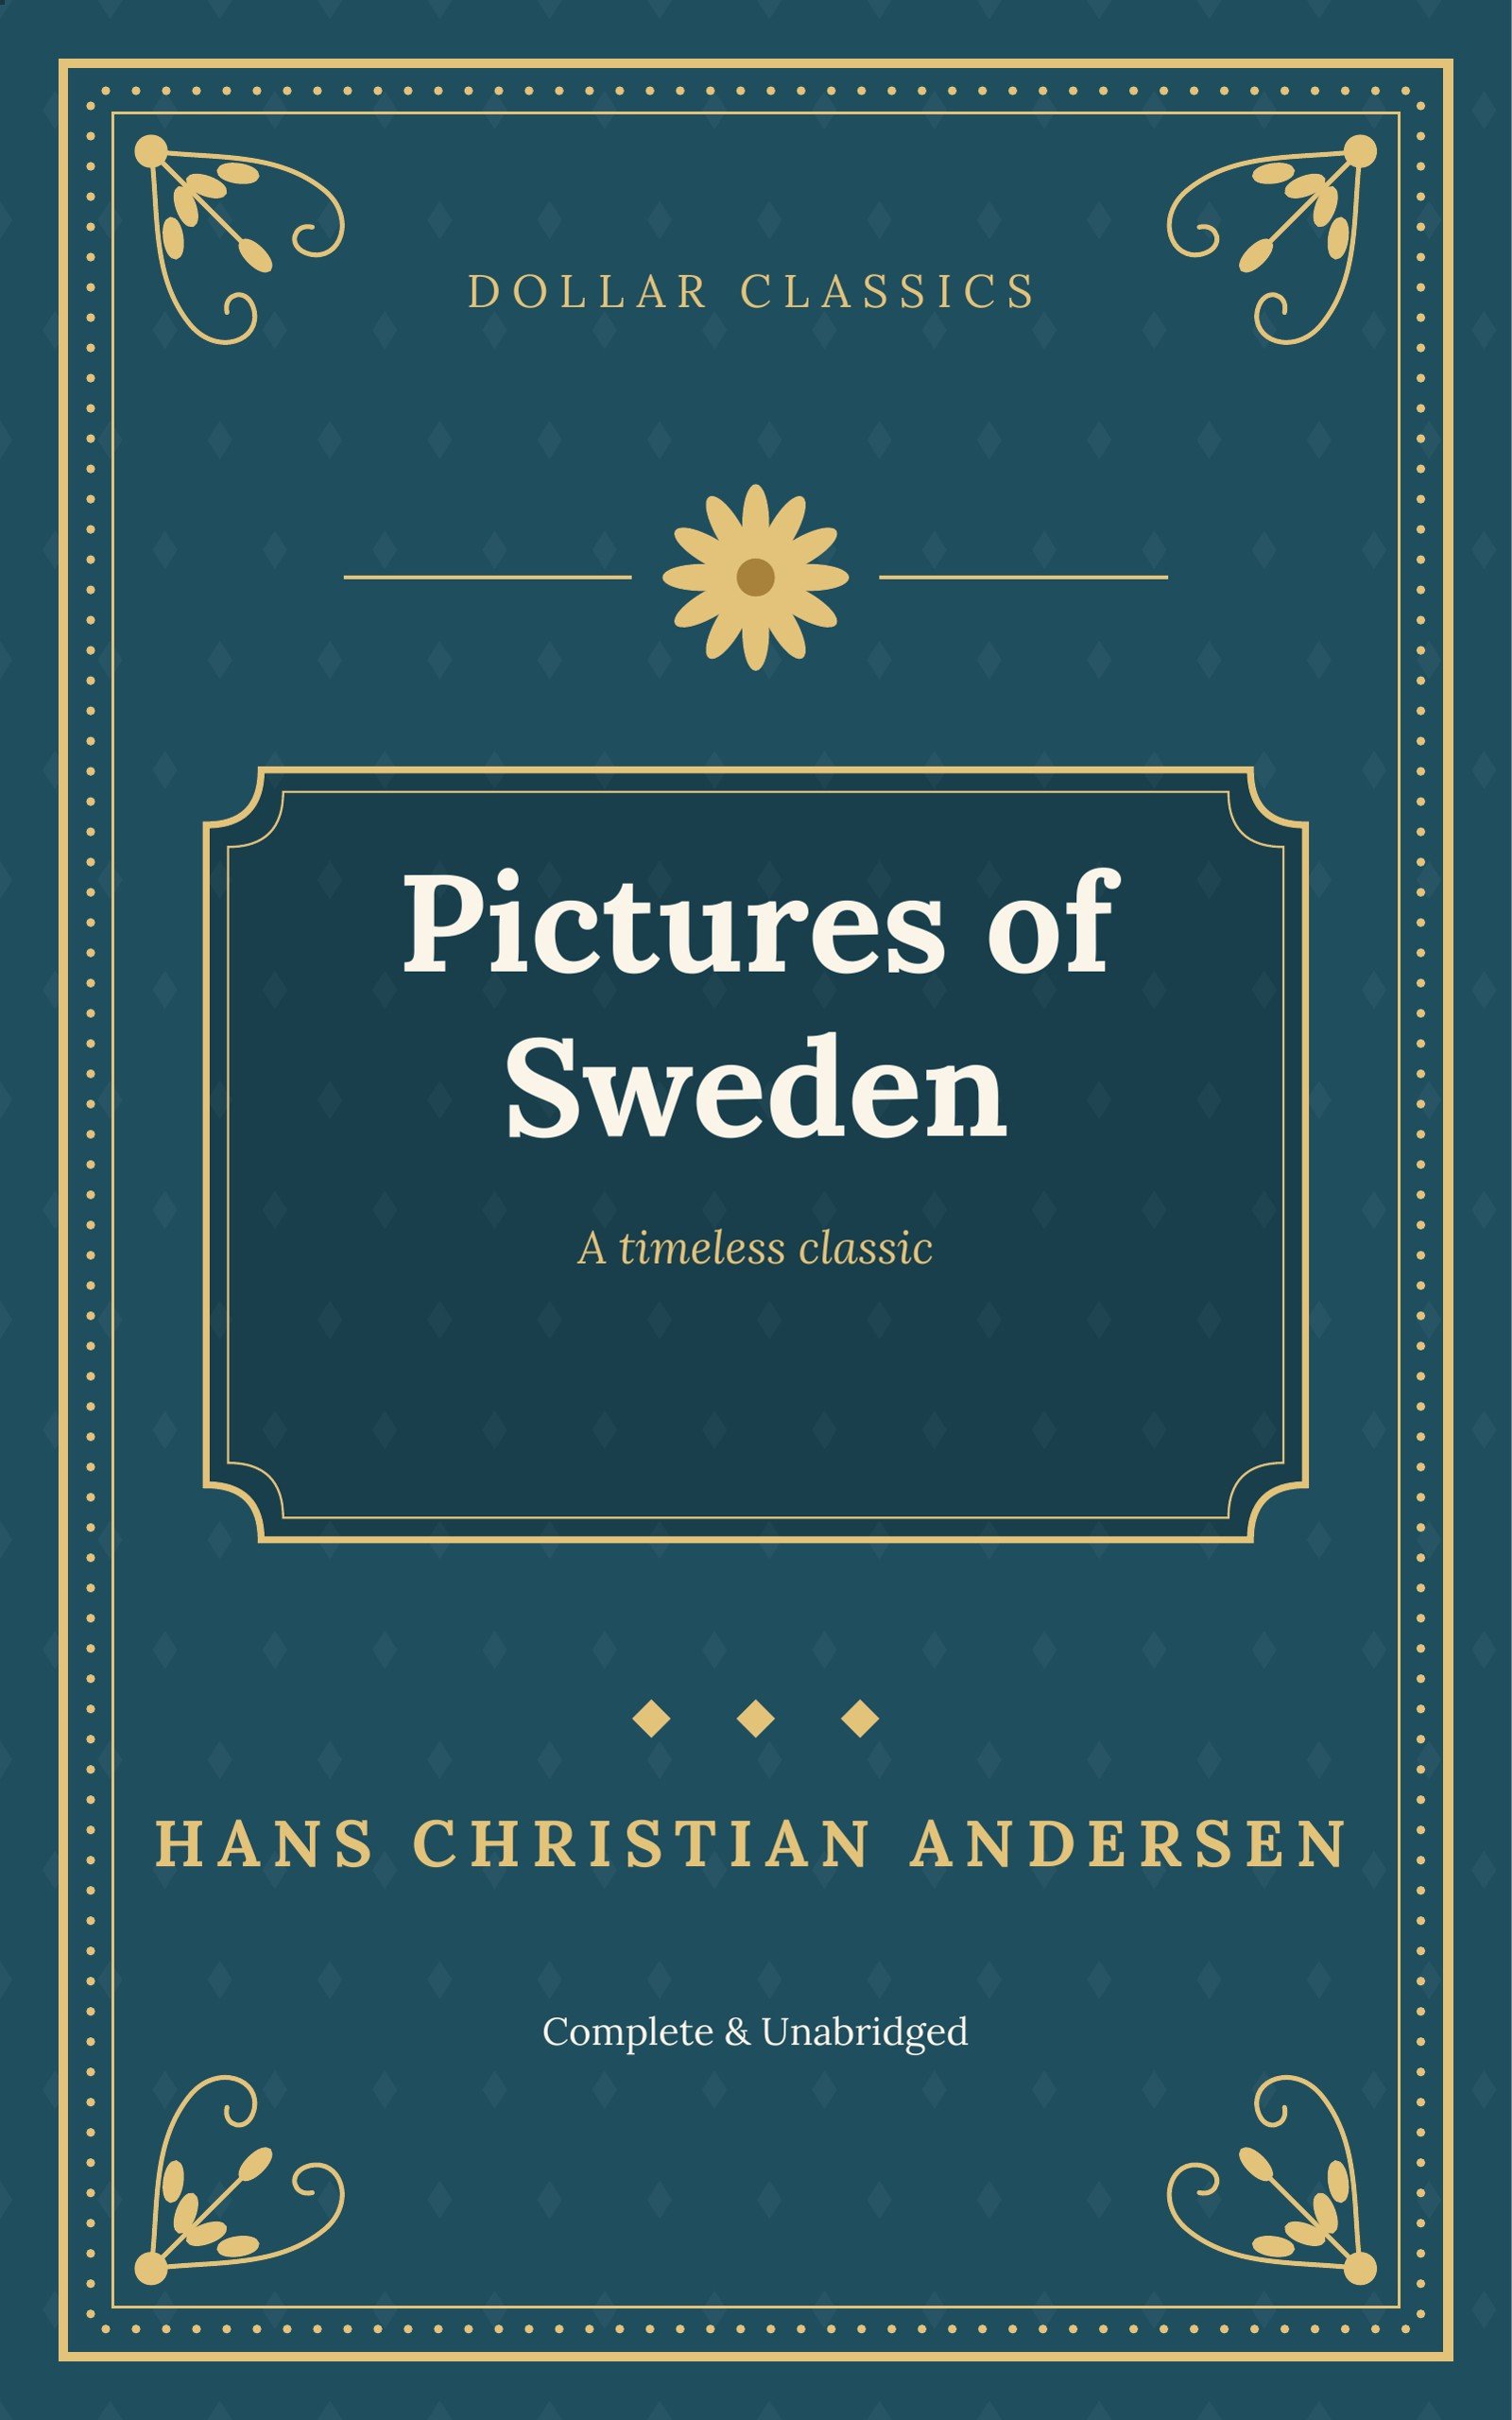 DOLLAR CLASSICS
Pictures of
Sweden
A timeless classic
HANS CHRISTIAN ANDERSEN
Complete & Unabridged